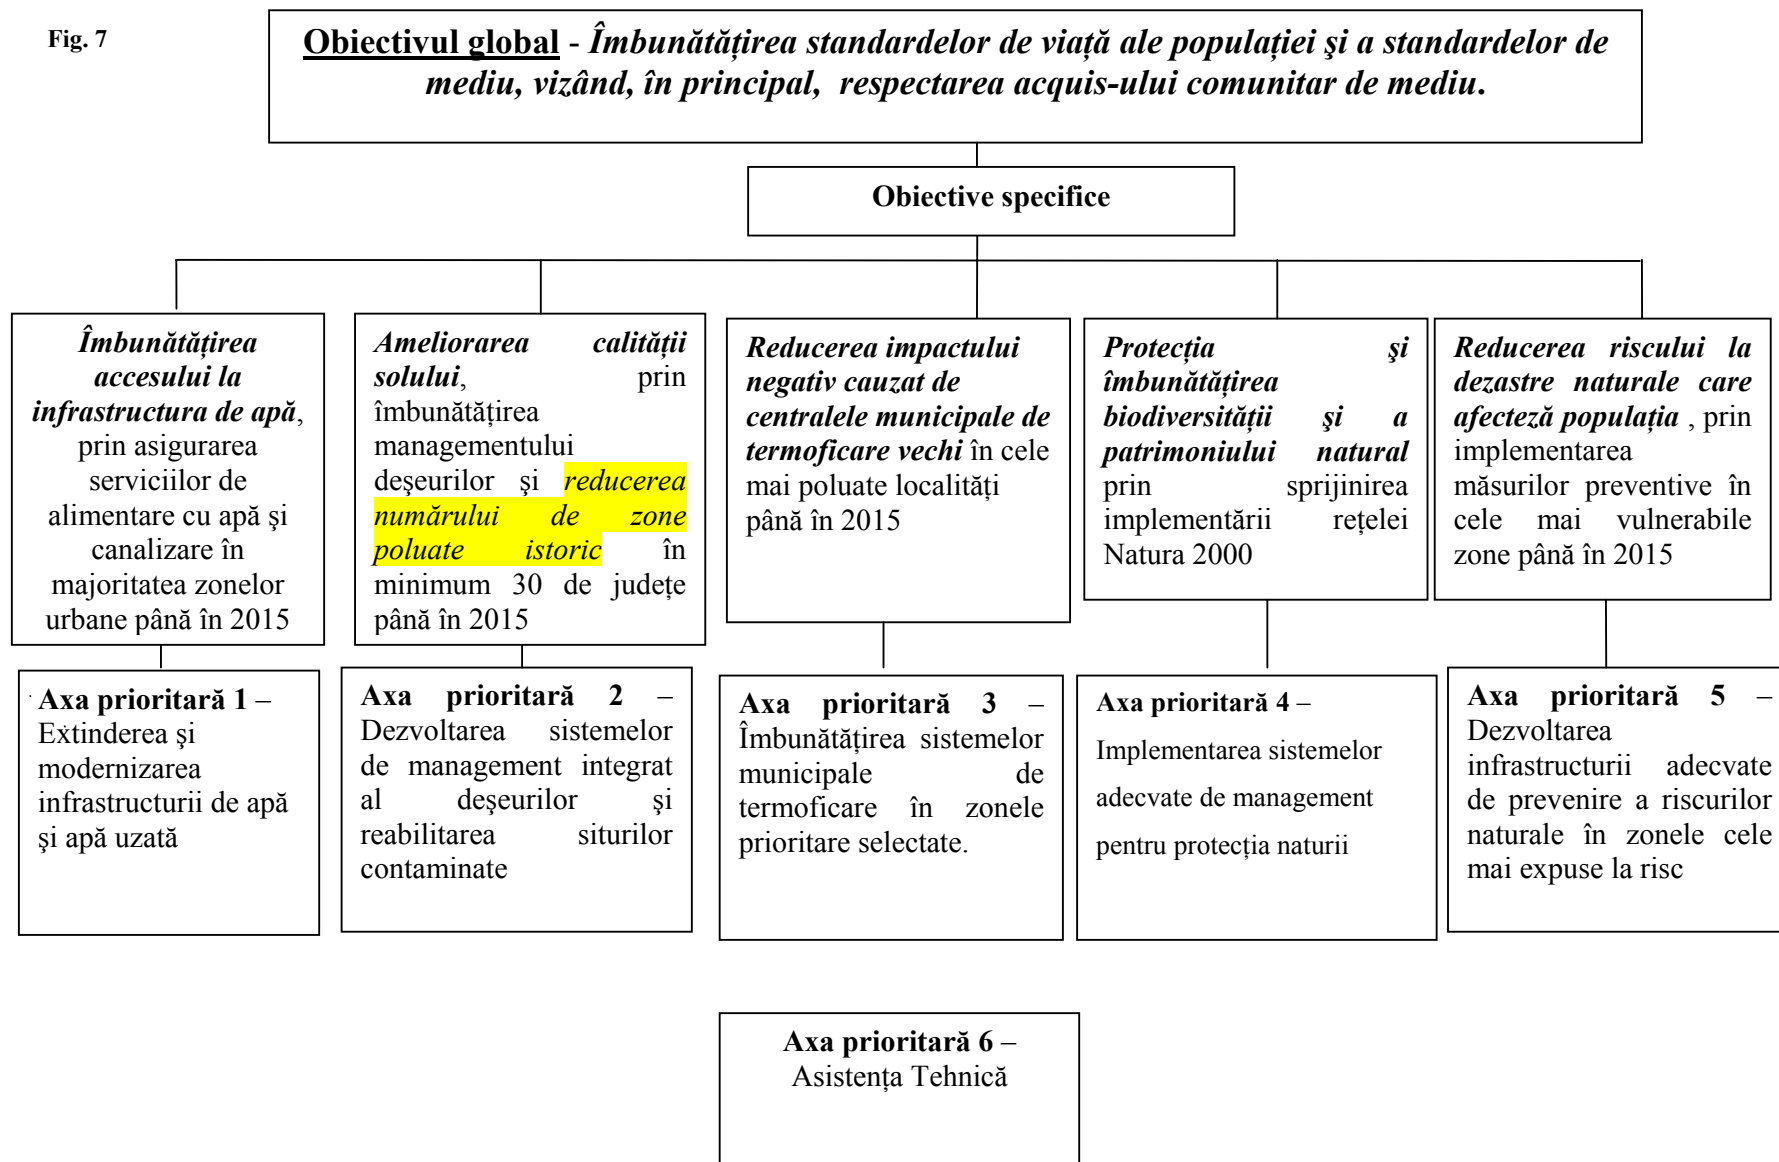 Fig. 7
Obiectivul global - Îmbunătățirea standardelor de viață ale populației şi a standardelor de
mediu, vizând, în principal, respectarea acquis-ului comunitar de mediu.
Obiective specifice
Îmbunătățirea
accesului la
infrastructura de apă,
prin asigurarea
serviciilor de
alimentare cu apă şi
canalizare în
majoritatea zonelor
urbane până în 2015
Ameliorarea calității
solului, prin
îmbunătățirea
managementului
deşeurilor şi reducerea
numărului de zone
poluate istoric în
minimum 30 de județe
până în 2015
Reducerea impactului
negativ cauzat de
centralele municipale de
termoficare vechi în cele
mai poluate localități
până în 2015
Protecția şi
îmbunătățirea
biodiversității şi a
patrimoniului natural
prin sprijinirea
implementării rețelei
Natura 2000
Reducerea riscului la
dezastre naturale care
afecteză populația , prin
implementarea
măsurilor preventive în
cele mai vulnerabile
zone până în 2015
Axa prioritară 1 –
Extinderea şi
modernizarea
infrastructurii de apă
şi apă uzată
Axa prioritară 2 –
Dezvoltarea sistemelor
de management integrat
al deşeurilor şi
reabilitarea siturilor
contaminate
Axa prioritară 3 –
Îmbunătățirea sistemelor
municipale de
termoficare în zonele
prioritare selectate.
Axa prioritară 4 –
Implementarea sistemelor
adecvate de management
pentru protecția naturii
Axa prioritară 5 –
Dezvoltarea
infrastructurii adecvate
de prevenire a riscurilor
naturale în zonele cele
mai expuse la risc
Axa prioritară 6 –
Asistența Tehnică